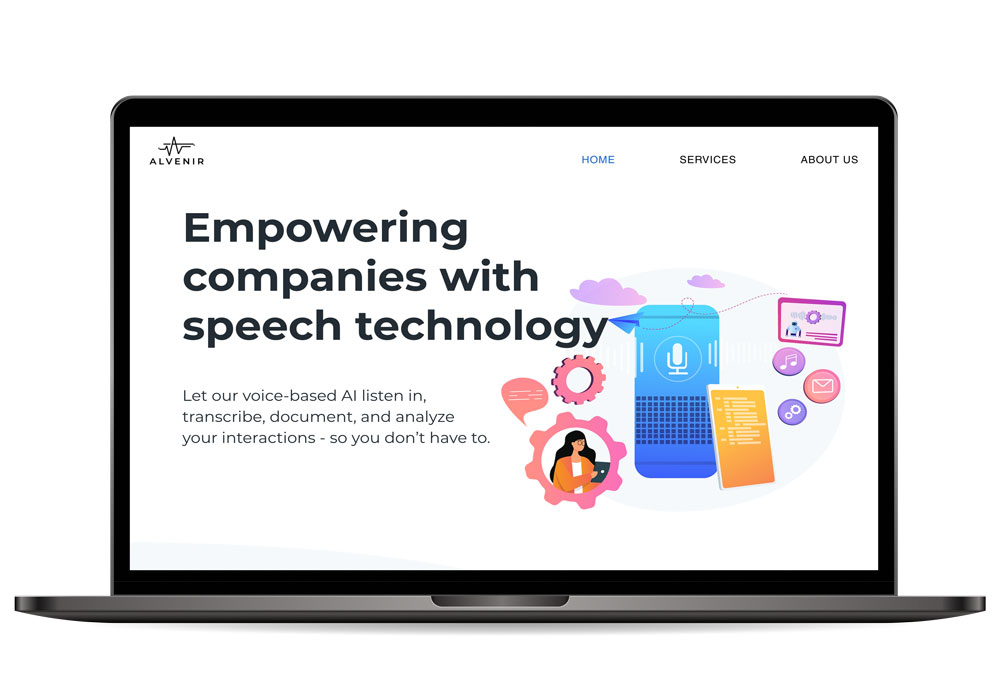 ALVENIR
HOME
SERVICES
ABOUT US
Empowering
companies with
speech technology
Let our voice-based AI listen in,
transcribe, document, and analyze
your interactions - so you don’t have to.